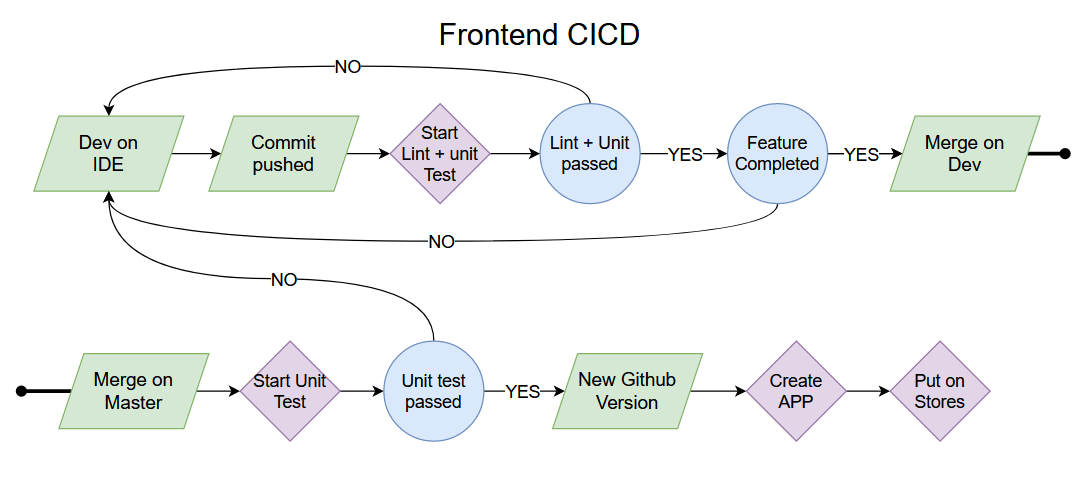 Frontend CICD
NO
Dev on
IDE
Commit
pushed
Start
Lint + unit
Test
Lint + Unit
passed
YES
Feature
Completed
YES
Merge on
Dev
NO
NO
Merge on
Master
Start Unit
Test
Unit test
passed
YES
New Github
Version
Create
APP
Put on
Stores